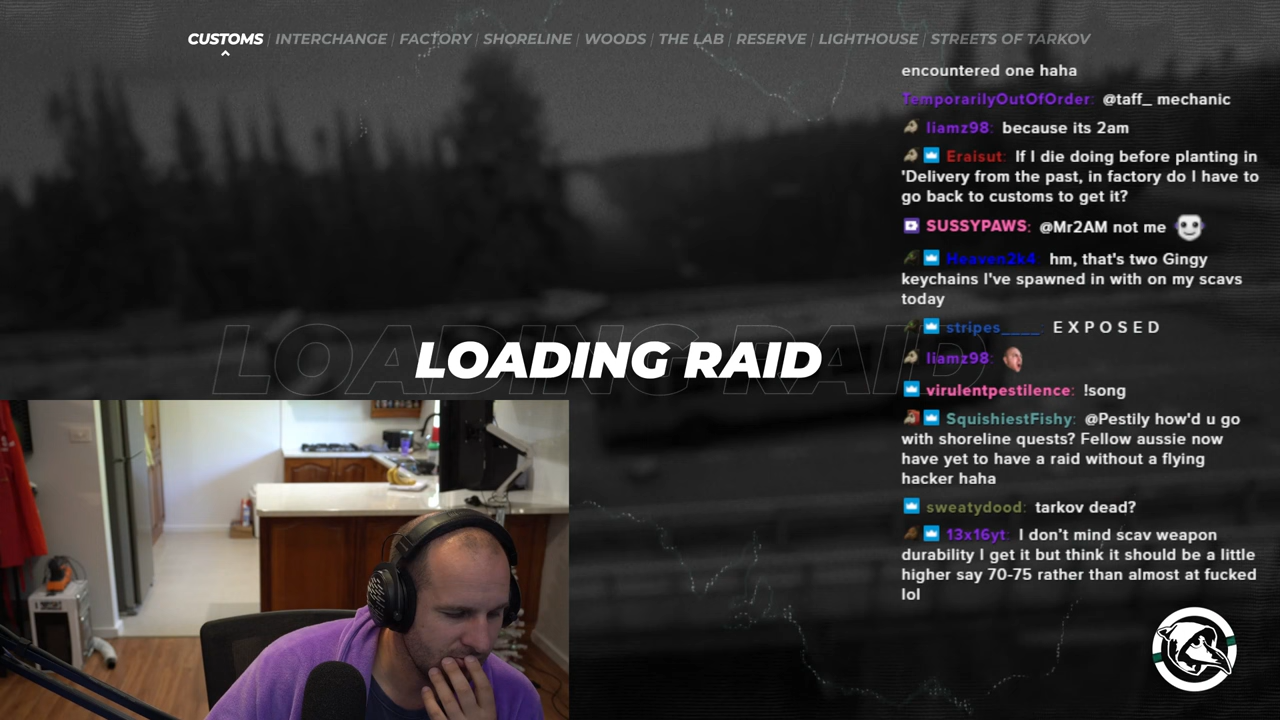 CUSTOMS | INTERCHANGE | FACTORY | SHORELINE | WOODS | THE LAB | RESERVE | LIGHTHOUSE | STREETS OF TARKOV
encountered one haha
TemporarilyOutOfOrder: @taff_ mechanic
liamz98: because its 2am
Eraisut: If I die doing before planting in
'Delivery from the past, in factory do I have to
go back to customs to get it?
SUSSYPAWS: @Mr2AM not me
Heaven2k4: hm, that's two Gingy
keychains I've spawned in with on my scavs
today
stripes____: E X P O S E D
LOADING RAID
LOADING RAID
liamz98:
virulentpestilence: !song
SquishiestFishy: @Pestily how'd u go
with shoreline quests? Fellow aussie now
have yet to have a raid without a flying
hacker haha
sweatydood: tarkov dead?
13x16yt: I don't mind scav weapon
durability I get it but think it should be a little
higher say 70-75 rather than almost at fucked
lol